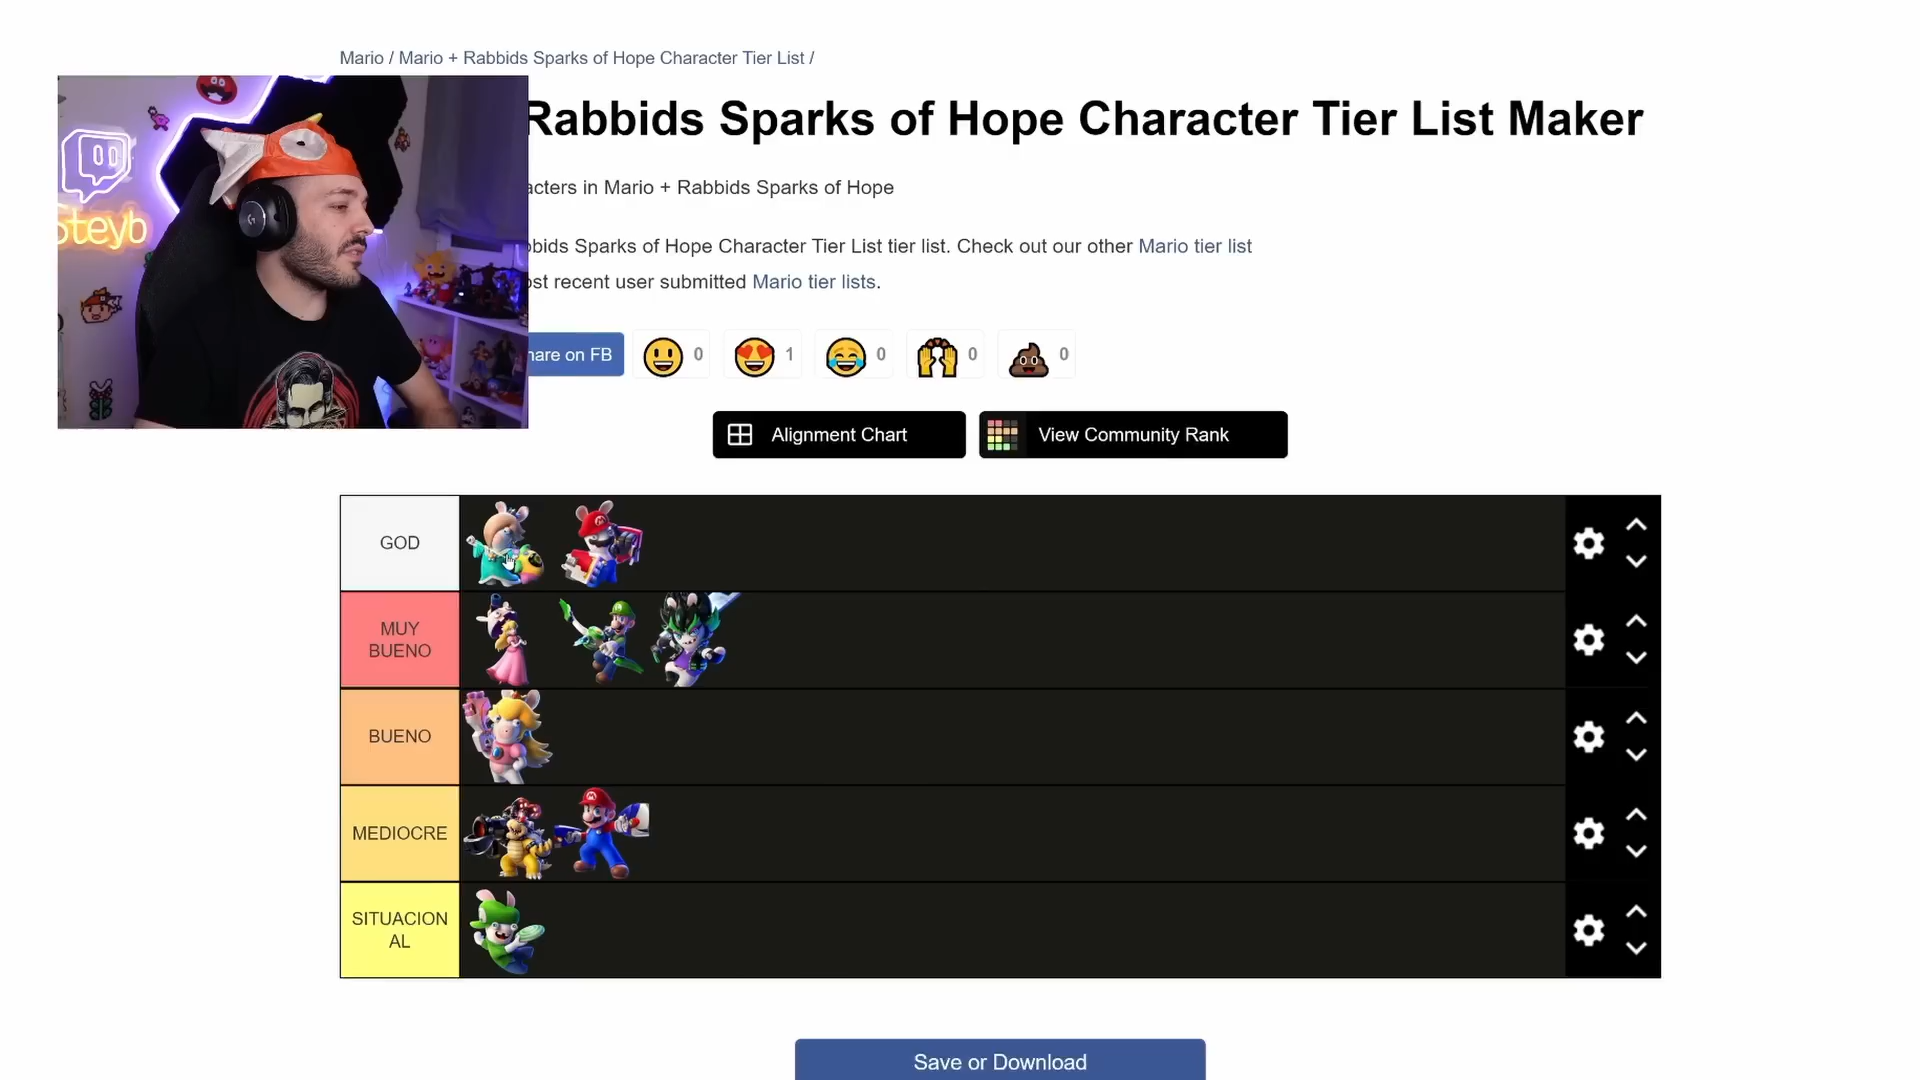 Mario / Mario + Rabbids Sparks of Hope Character Tier List /
Rabbids Sparks of Hope Character Tier List Maker
acters in Mario + Rabbids Sparks of Hope
bbids Sparks of Hope Character Tier List tier list. Check out our other Mario tier list
ost recent user submitted Mario tier lists.
steyb
hare on FB
0
1
0
0
0
Alignment Chart
View Community Rank
GOD
MUY
BUENO
BUENO
MEDIOCRE
SITUACION
AL
Save or Download